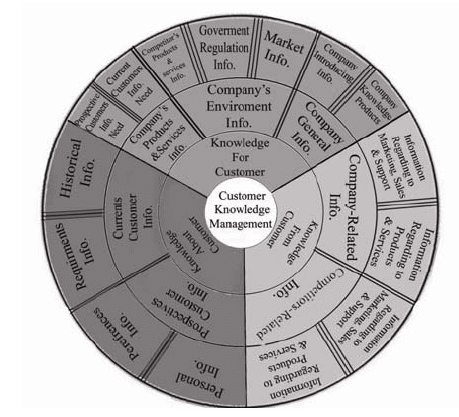 Customer
Knowledge
Management
Knowledge
For
Customer
Knowledge
From
Customer
Knowledge
About
Customer
Company's
Products
&Services
Info
Company's
Enviroment
Info.
Company
General
Info.
Company-Related
Info.
Competitors-Related
Info.
Prospectives
Customer
Info.
Currents
Customer
Info.
Prospective
Customers
Info.
Need
Current
Customers
Info.
Need
Competitor's
Products
&
services
Info.
Goverment
Regulation
Info.
Market
Info.
Company
Introducing
Info.
Company
Knowledge
Products
Information
Regarding to
Marketing, Sales
& Support
Information
Regarding to
Products
& Services
Information
Regarding to
Marketing, Sales
& Support
Information
Regarding to
Products
& Services
Personal
Info.
Info.
Requirments
Info.
Historical
Info.